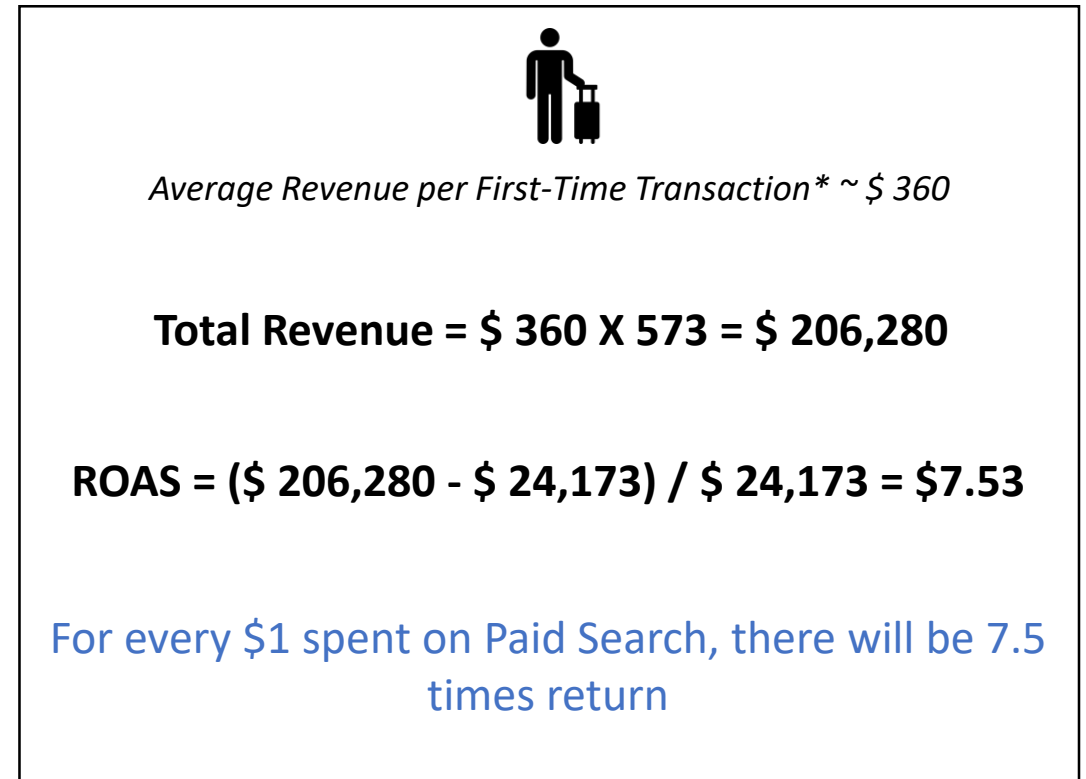 Average Revenue per First-Time Transaction* ~ $ 360
Total Revenue = $ 360 X 573 = $ 206,280
ROAS = ($ 206,280 - $ 24,173) / $ 24,173 = $7.53
For every $1 spent on Paid Search, there will be 7.5
times return